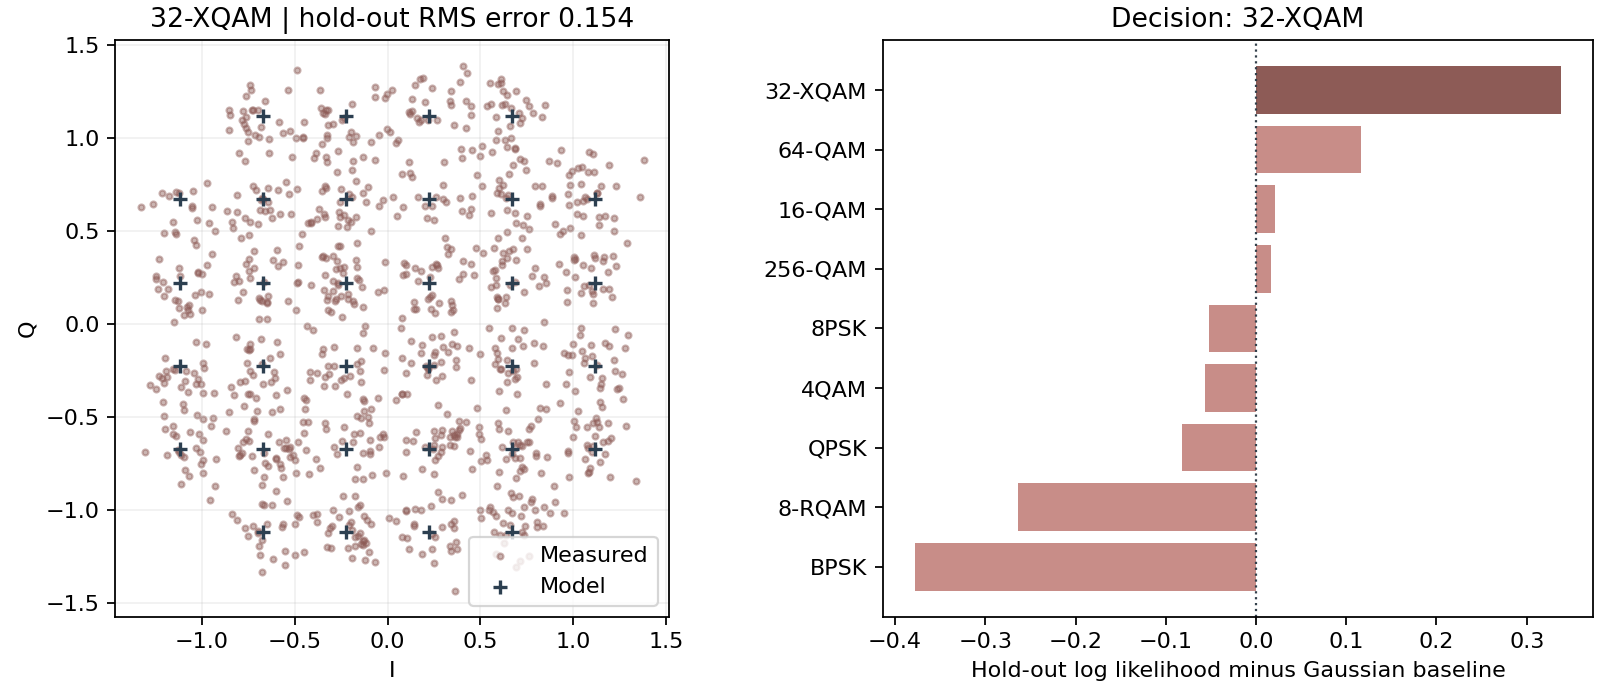 32-XQAM | hold-out RMS error 0.154
1.5
1.0
0.5
0.0
−0.5
−1.0
−1.5
Q
−1.0 −0.5 0.0 0.5 1.0 1.5
I
Measured
Model
Decision: 32-XQAM
32-XQAM
64-QAM
16-QAM
256-QAM
8PSK
4QAM
QPSK
8-RQAM
BPSK
−0.4 −0.3 −0.2 −0.1 0.0 0.1 0.2 0.3
Hold-out log likelihood minus Gaussian baseline